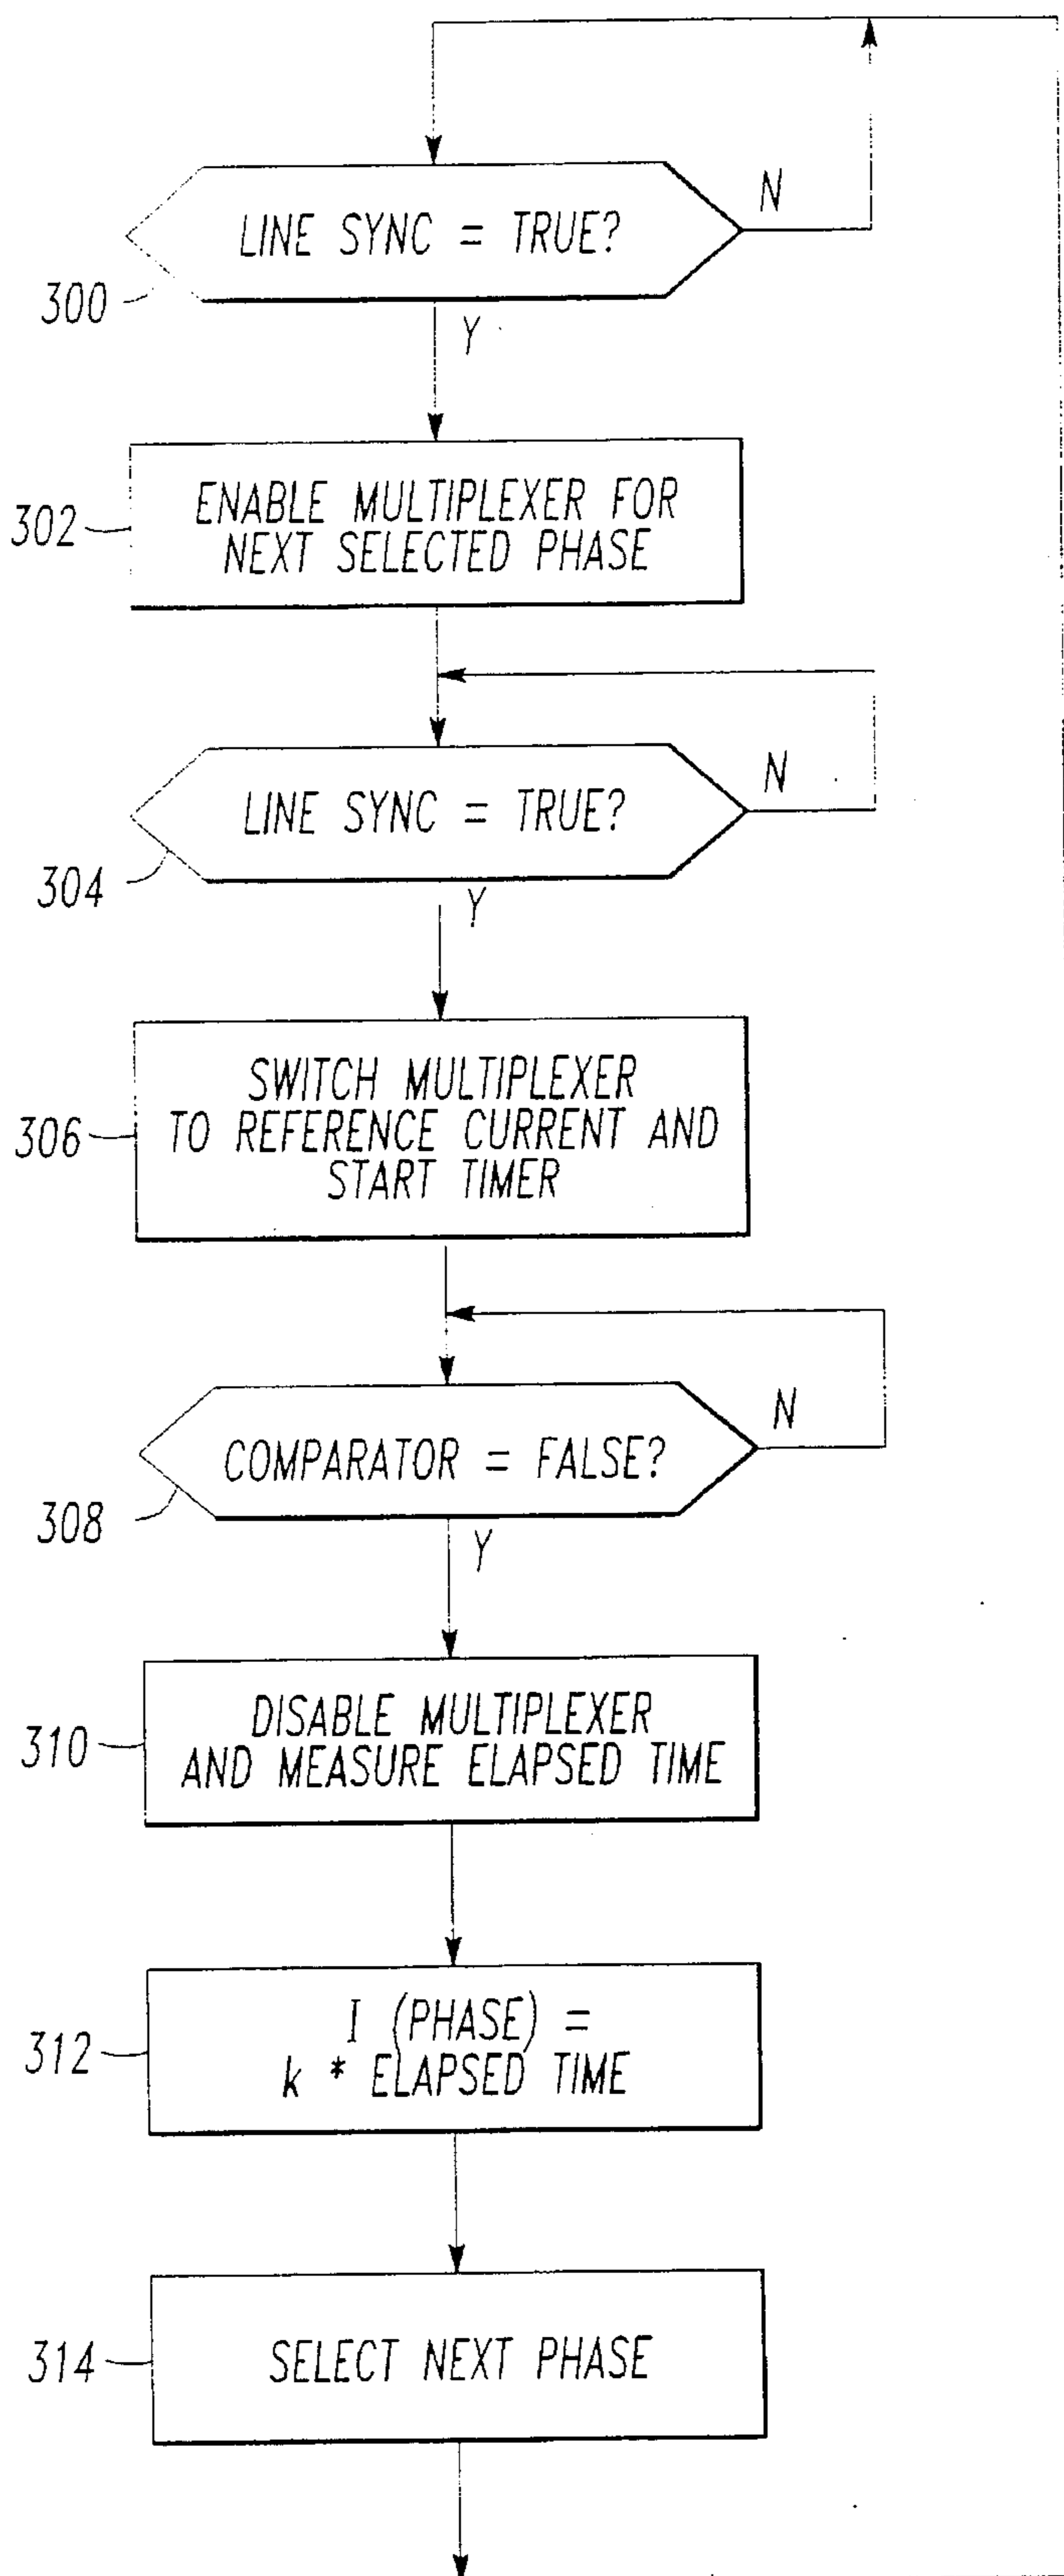 LINE SYNC = TRUE?
N
300
Y
302
ENABLE MULTIPLEXER FOR
NEXT SELECTED PHASE
LINE SYNC = TRUE?
N
304
Y
306
SWITCH MULTIPLEXER
TO REFERENCE CURRENT AND
START TIMER
COMPARATOR = FALSE?
N
308
Y
310
DISABLE MULTIPLEXER
AND MEASURE ELAPSED TIME
312
I (PHASE) =
k * ELAPSED TIME
314
SELECT NEXT PHASE